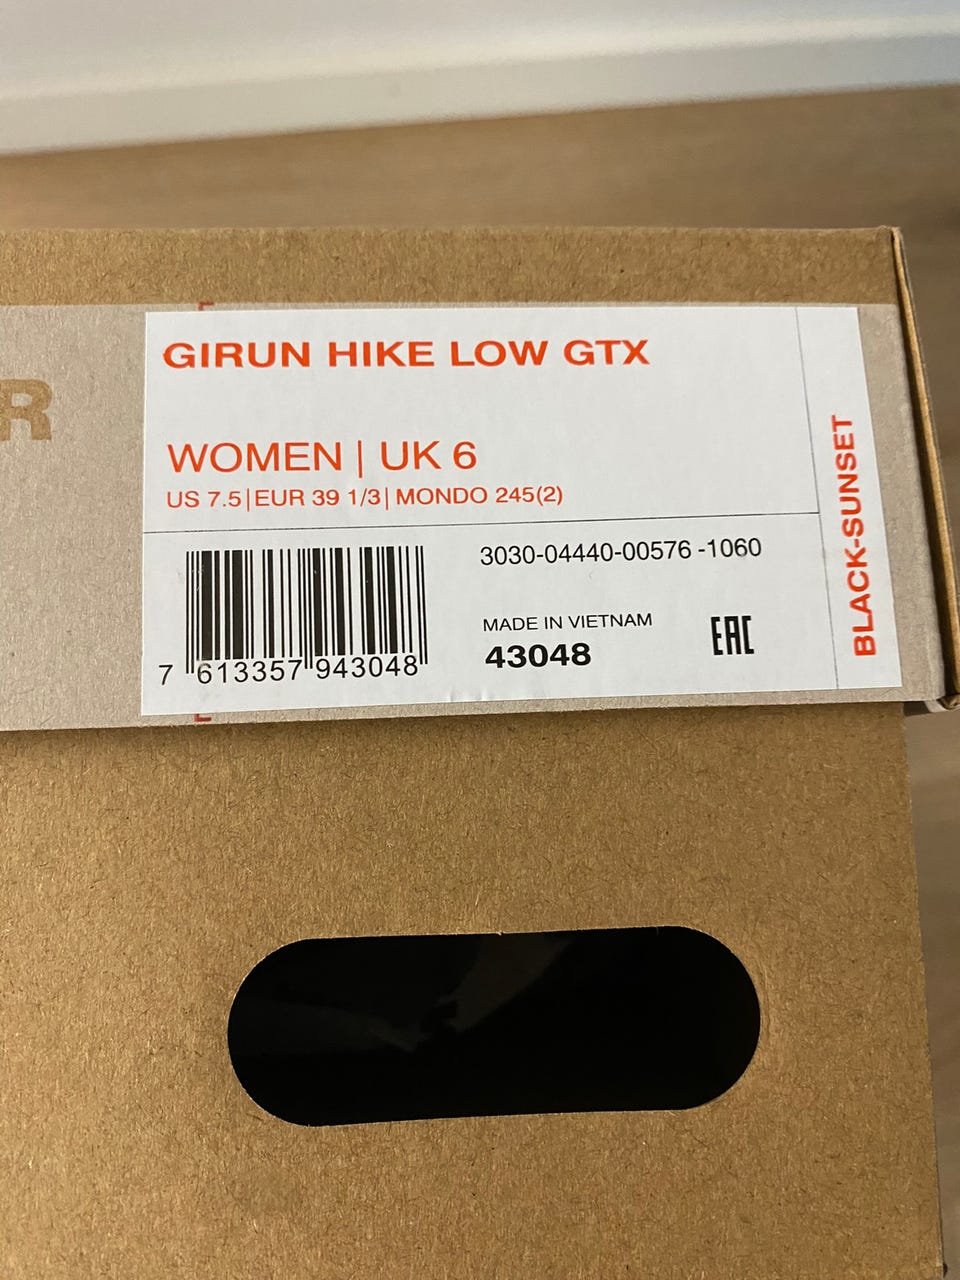 R
GIRUN HIKE LOW GTX
WOMEN | UK 6
US 7.5|EUR 39 1/3| MONDO 245(2)
3030-04440-00576 -1060
MADE IN VIETNAM
43048
EAC
7 613357 943048
BLACK-SUNSET